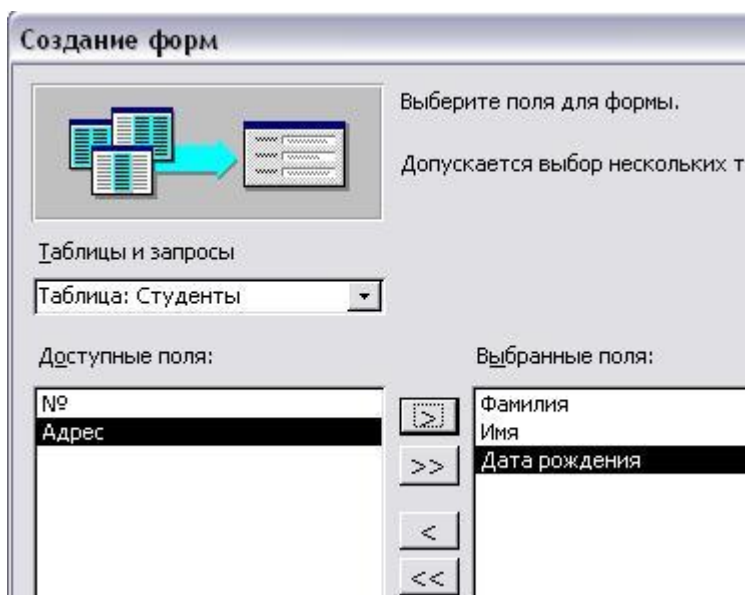 Создание форм
Выберите поля для формы.
Допускается выбор нескольких т
Таблицы и запросы
Таблица: Студенты
Доступные поля:
Выбранные поля:
№
Адрес
>
>>
<
<<
Фамилия
Имя
Дата рождения